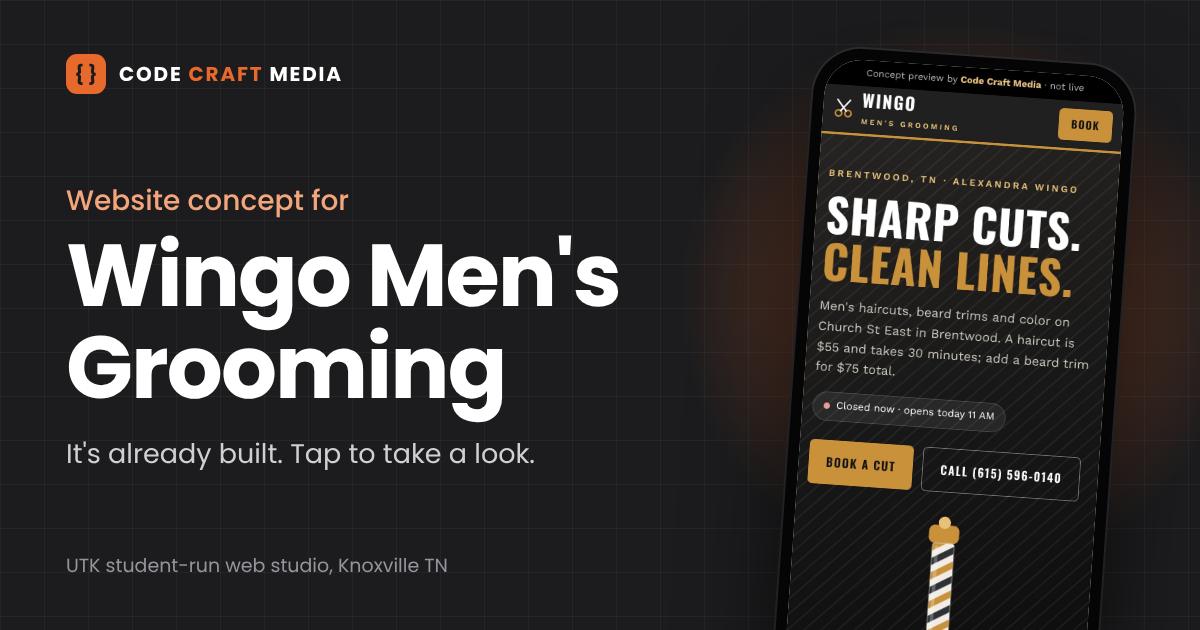 { } CODE CRAFT MEDIA
Website concept for
Wingo Men's
Grooming
It's already built. Tap to take a look.
UTK student-run web studio, Knoxville TN
Concept preview by Code Craft Media · not live
WINGO
MEN'S GROOMING
BOOK
BRENTWOOD, TN · ALEXANDRA WINGO
SHARP CUTS.
CLEAN LINES.
Men's haircuts, beard trims and color on
Church St East in Brentwood. A haircut is
$55 and takes 30 minutes; add a beard trim
for $75 total.
Closed now · opens today 11 AM
BOOK A CUT
CALL (615) 596-0140